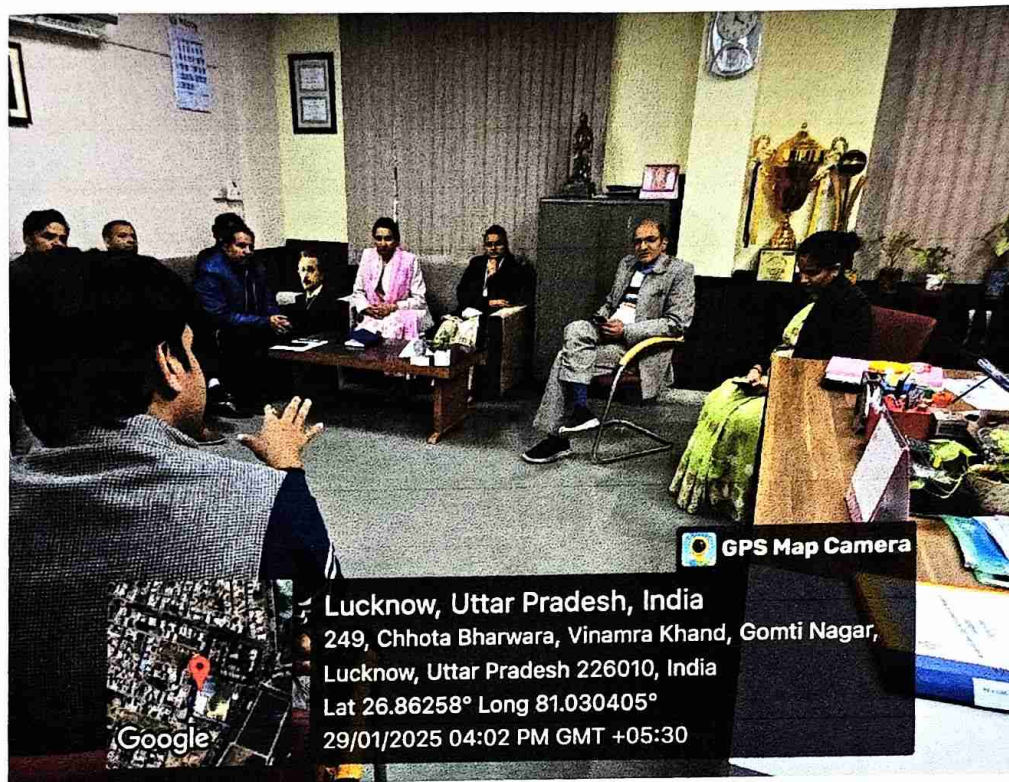 GPS Map Camera
Lucknow, Uttar Pradesh, India
249, Chhota Bharwara, Vinamra Khand, Gomti Nagar,
Lucknow, Uttar Pradesh 226010, India
Lat 26.86258° Long 81.030405°
29/01/2025 04:02 PM GMT +05:30
Google